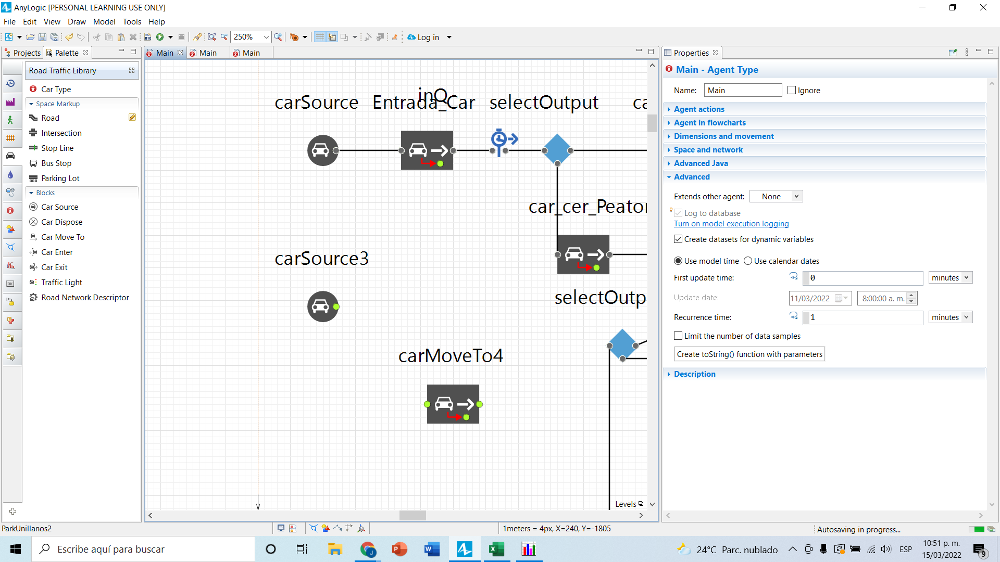 AnyLogic [PERSONAL LEARNING USE ONLY]
File Edit View Draw Model Tools Help
250%
Log in
Projects
Palette
Main
Main
Main
Properties
Road Traffic Library
Car Type
Space Markup
Road
Intersection
Stop Line
Bus Stop
Parking Lot
Blocks
Car Source
Car Dispose
Car Move To
Car Enter
Car Exit
Traffic Light
Road Network Descriptor
OK
inQ
carSource
Entrada_Car
selectOutput
ca
car_cer_Peato
carSource3
selectOutp
carMoveTo4
Levels
Main - Agent Type
Name:
Main
Ignore
Agent actions
Agent in flowcharts
Dimensions and movement
Space and network
Advanced Java
Advanced
Extends other agent:
None
Log to database
Turn on model execution logging
Create datasets for dynamic variables
Use model time
Use calendar dates
First update time:
0
minutes
Update date:
11/03/2022
8:00:00 a. m.
Recurrence time:
1
minutes
Limit the number of data samples
Create toString() function with parameters
Description
ParkUnillanos2
1meters = 4px, X=240, Y=-1805
Autosaving in progress...
Escribe aquí para buscar
24°C Parc. nublado
ESP
10:51 p. m.
15/03/2022
9